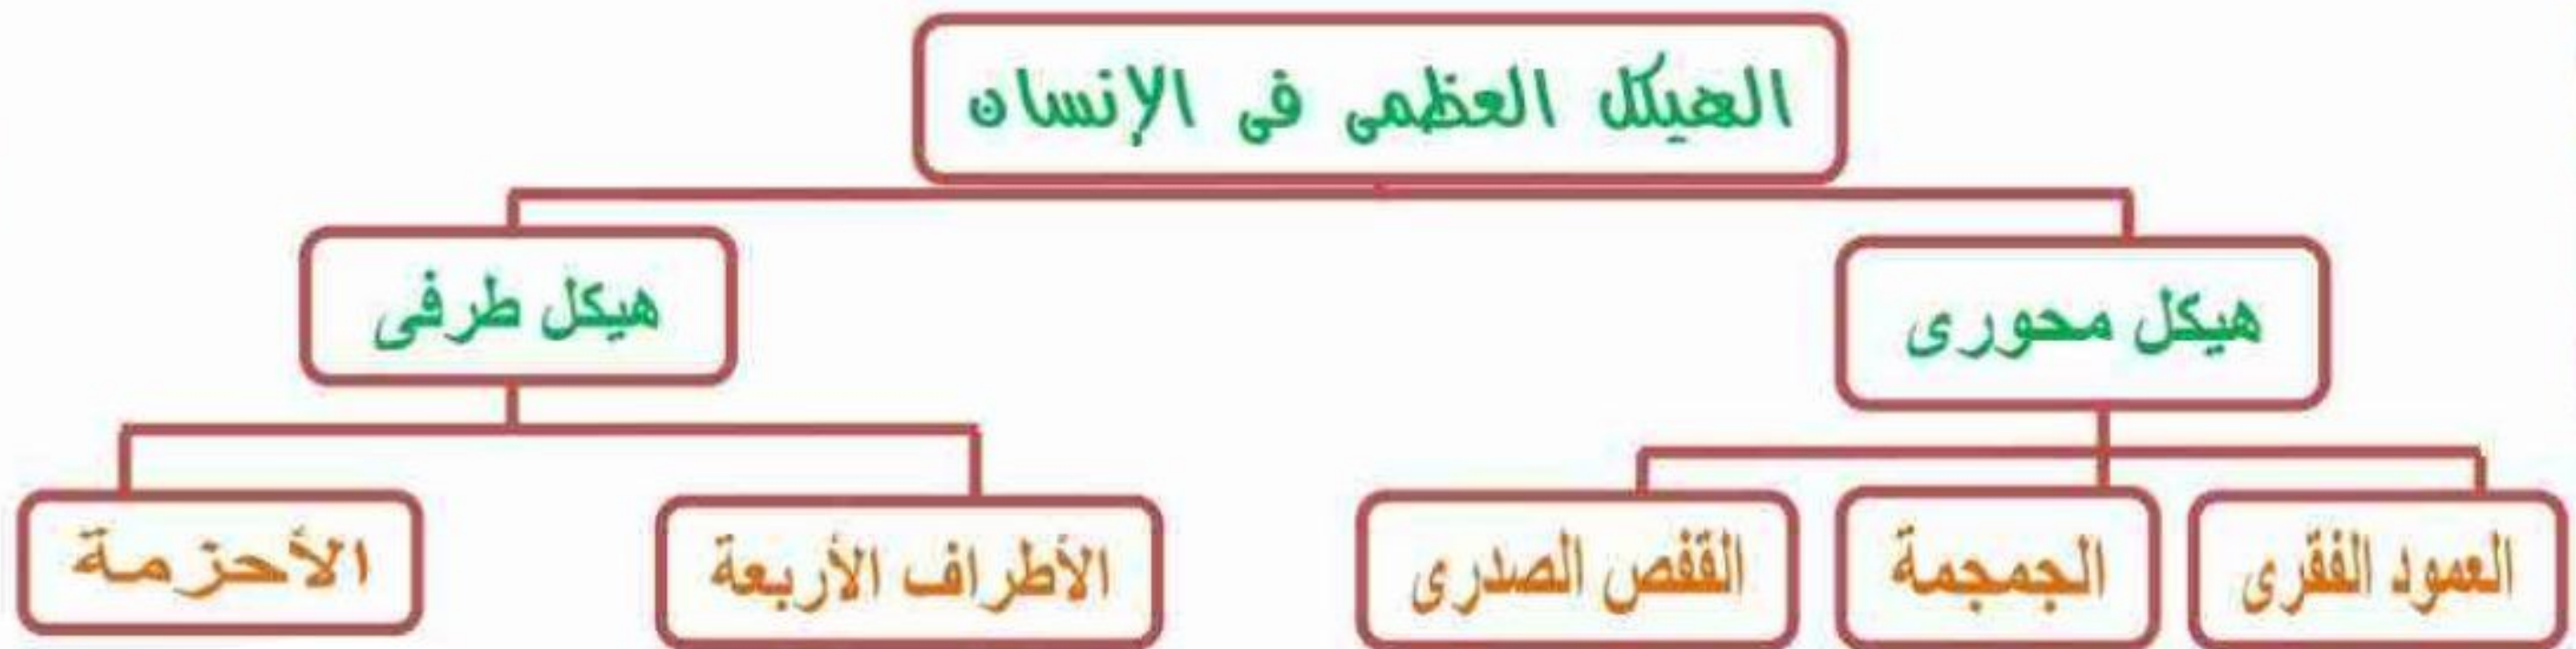 الهيكل العظمى فى الإنسان
هيكل محورى
هيكل طرفى
العمود الفقرى
الجمجمة
القفص الصدرى
الأطراف الأربعة
الأحزمة